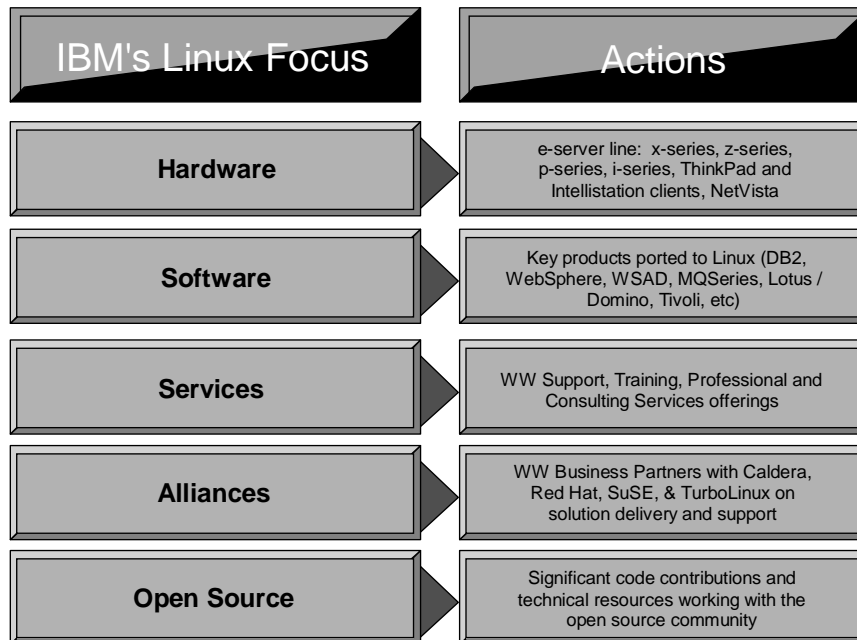 IBM's Linux Focus
Actions
Hardware
e-server line: x-series, z-series,
p-series, i-series, ThinkPad and
Intellistation clients, NetVista
Software
Key products ported to Linux (DB2,
WebSphere, WSAD, MQSeries, Lotus /
Domino, Tivoli, etc)
Services
WW Support, Training, Professional and
Consulting Services offerings
Alliances
WW Business Partners with Caldera,
Red Hat, SuSE, & TurboLinux on
solution delivery and support
Open Source
Significant code contributions and
technical resources working with the
open source community